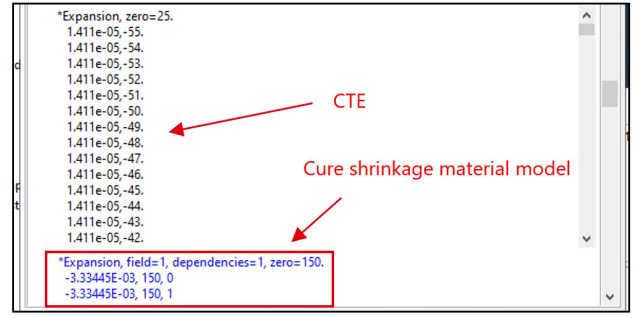 *Expansion, zero=25.
1.411e-05,-55.
1.411e-05,-54.
1.411e-05,-53.
1.411e-05,-52.
1.411e-05,-51.
1.411e-05,-50.
CTE
1.411e-05,-49.
1.411e-05,-48.
1.411e-05,-47.
1.411e-05,-46.
Cure shrinkage material model
1.411e-05,-45.
1.411e-05,-44.
1.411e-05,-43.
1.411e-05,-42.
*Expansion, field=1, dependencies=1, zero=150.
-3.33445E-03, 150, 0
-3.33445E-03, 150, 1